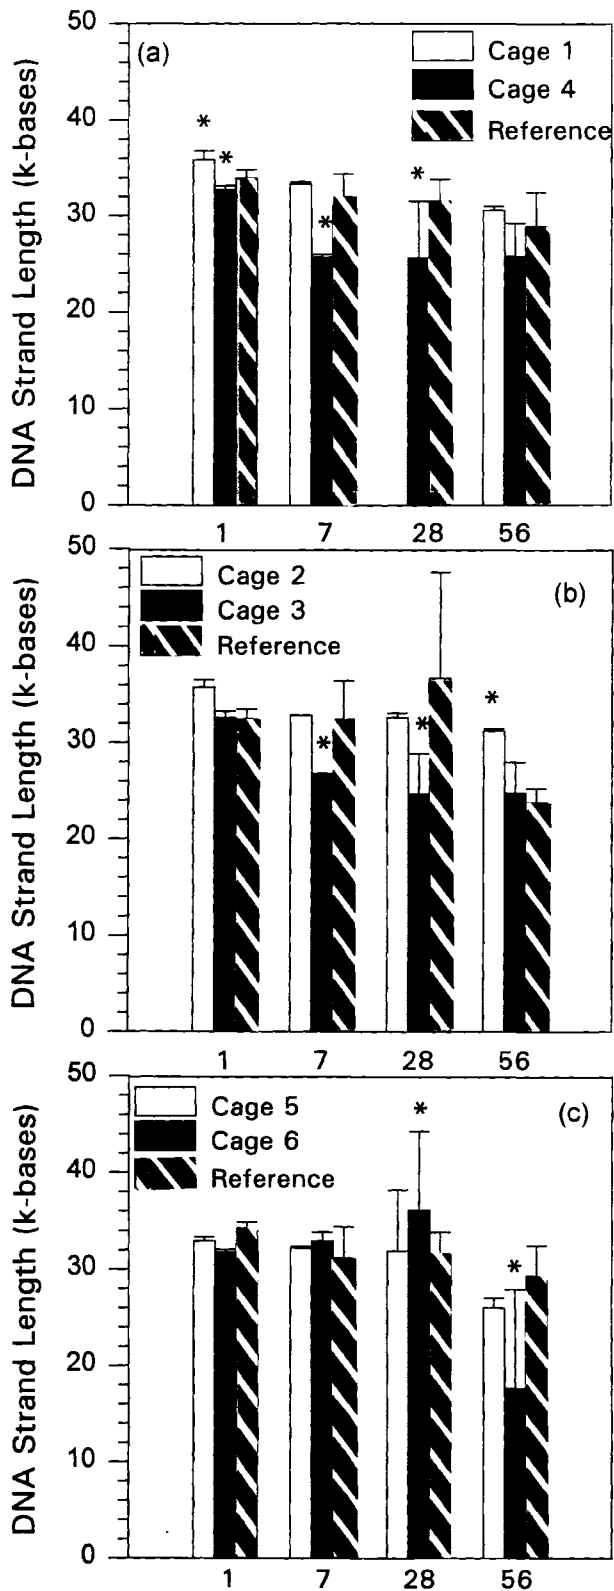 50
(a)
Cage 1
Cage 4
Reference
* *
*
*
40
30
20
10
0
DNA Strand Length (k-bases)
1 7 28 56
50
Cage 2
Cage 3
Reference
(b)
*
*
*
40
30
20
10
0
DNA Strand Length (k-bases)
1 7 28 56
50
Cage 5
Cage 6
Reference
(c)
*
*
40
30
20
10
0
DNA Strand Length (k-bases)
1 7 28 56